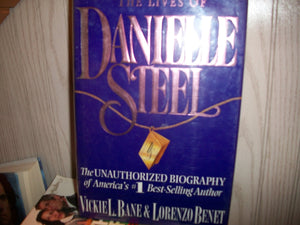 THE LIVES OF
DANIELLE
STEEL
The UNAUTHORIZED BIOGRAPHY
of America's #1 Best-Selling Author
VICKIE L. BANE & LORENZO BENET